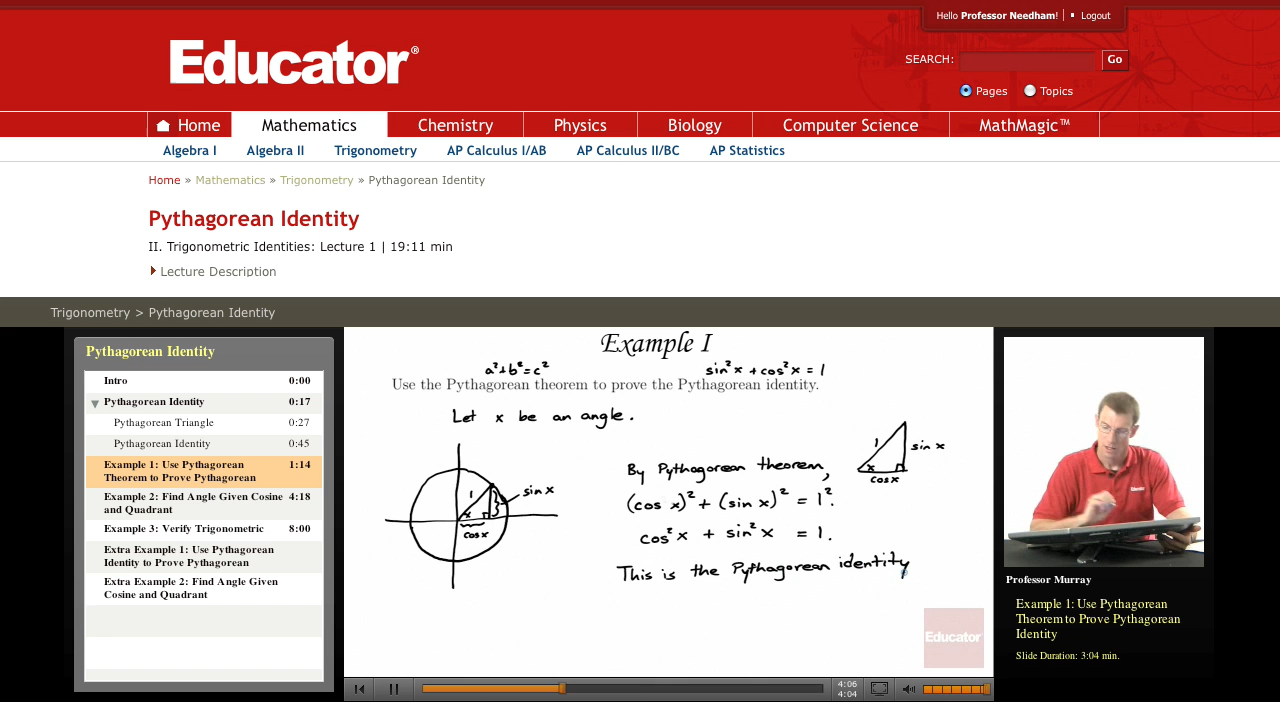 Hello Professor Needham! | ▪ Logout
Educator®
SEARCH: Go
Pages Topics
Home Mathematics Chemistry Physics Biology Computer Science MathMagic™
Algebra I Algebra II Trigonometry AP Calculus I/AB AP Calculus II/BC AP Statistics
Home » Mathematics » Trigonometry » Pythagorean Identity
Pythagorean Identity
II. Trigonometric Identities: Lecture 1 | 19:11 min
Lecture Description
Trigonometry > Pythagorean Identity
Pythagorean Identity
Intro 0:00
Pythagorean Identity 0:17
Pythagorean Triangle 0:27
Pythagorean Identity 0:45
Example 1: Use Pythagorean 1:14
Theorem to Prove Pythagorean
Example 2: Find Angle Given Cosine 4:18
and Quadrant
Example 3: Verify Trigonometric 8:00
Extra Example 1: Use Pythagorean
Identity to Prove Pythagorean
Extra Example 2: Find Angle Given
Cosine and Quadrant
Example I
a²+b²=c² sin²x + cos²x = 1
Use the Pythagorean theorem to prove the Pythagorean identity.
Let x be an angle.
1 x sin x
cos x
1 x sin x
cos x
By Pythagorean theorem,
(cos x)² + (sin x)² = 1².
cos²x + sin²x = 1.
This is the Pythagorean identity
Educator
4:06
4:04
Educator
Professor Murray
Example 1: Use Pythagorean
Theorem to Prove Pythagorean
Identity
Slide Duration: 3:04 min.